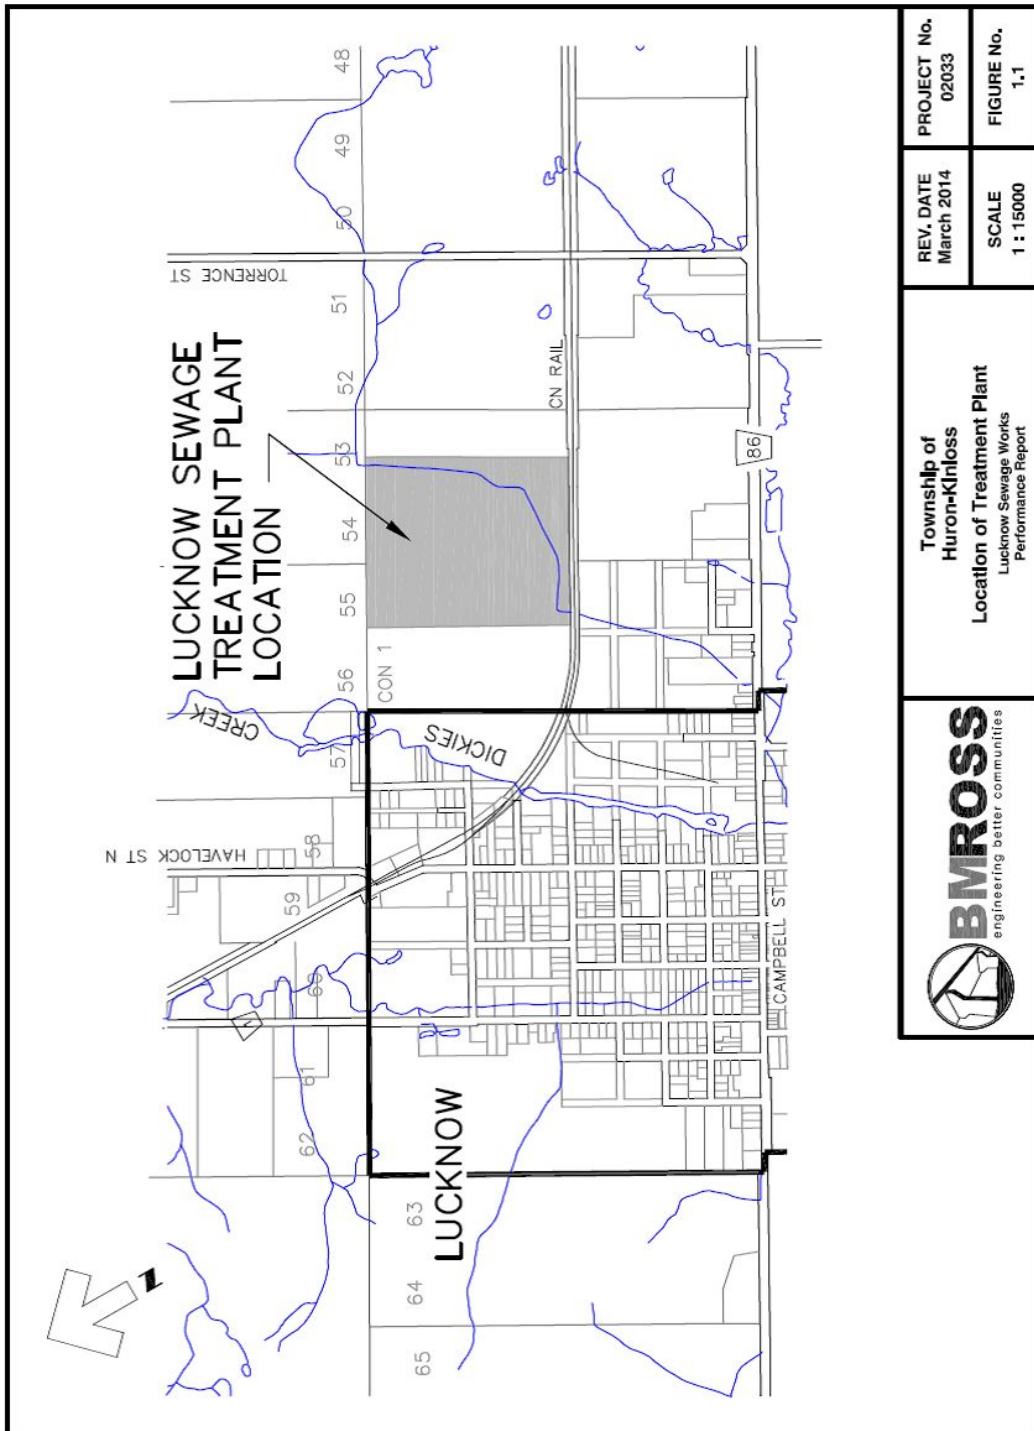 LUCKNOW SEWAGE
TREATMENT PLANT
LOCATION
TORRENCE ST
HAVELOCK ST N
CREEK
DICKIES
CON 1
CN RAIL
86
1
CAMPBELL ST
LUCKNOW
N
65
64
63
62
61
60
59
58
57
56
55
54
53
52
51
50
49
48
BMROSS
engineering better communities
Township of
Huron-Kinloss
Location of Treatment Plant
Lucknow Sewage Works
Performance Report
REV. DATE
March 2014
PROJECT No.
02033
SCALE
1 : 15000
FIGURE No.
1.1